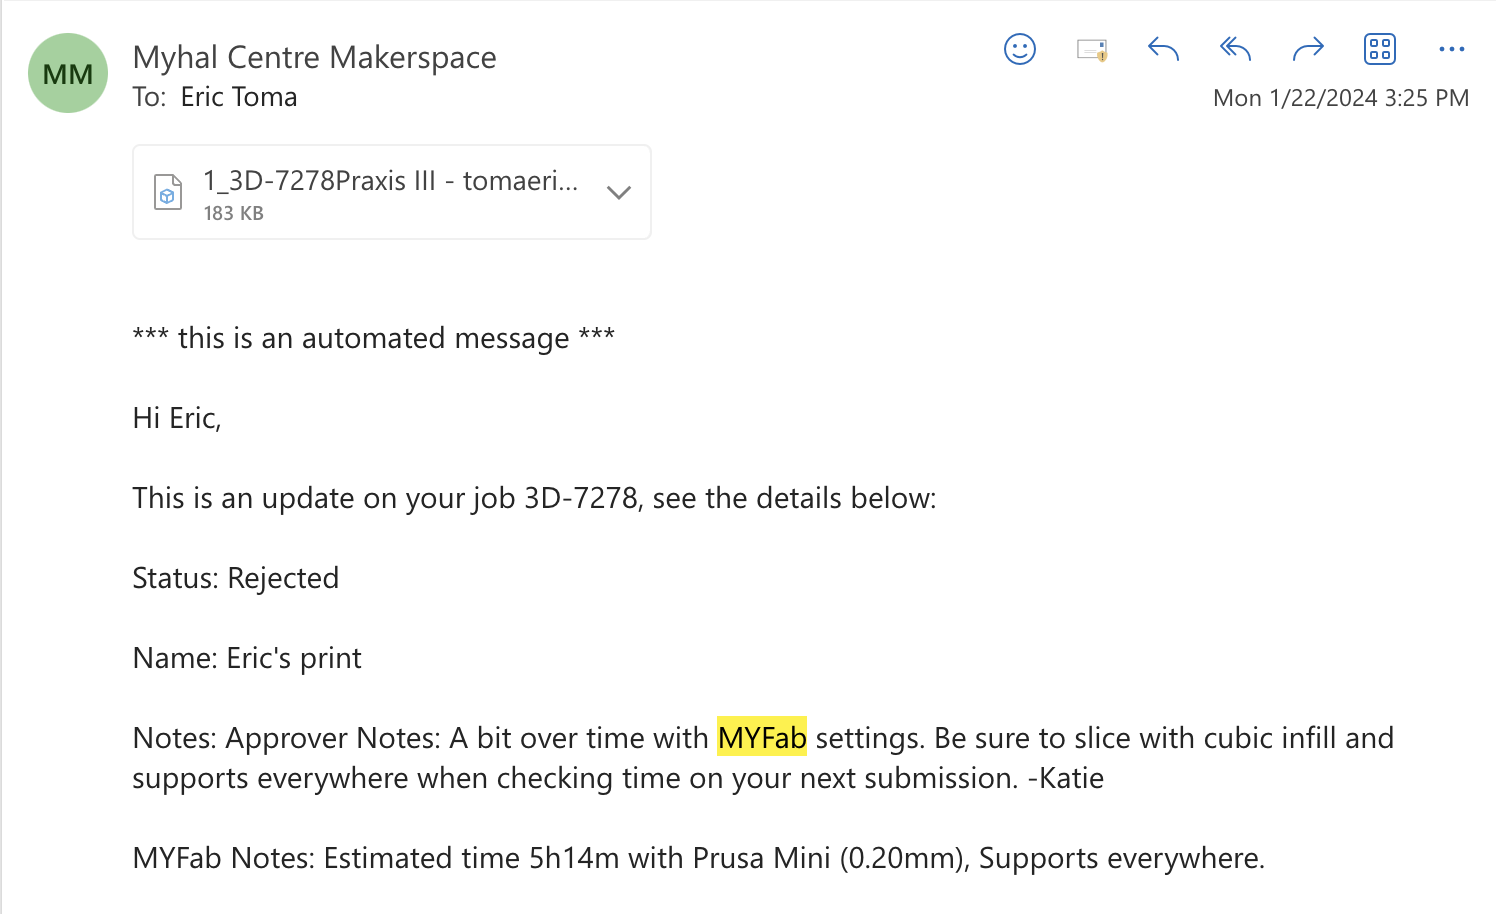 MM
Myhal Centre Makerspace
To: Eric Toma
Mon 1/22/2024 3:25 PM
1_3D-7278Praxis III - tomaeri...
183 KB
*** this is an automated message ***
Hi Eric,
This is an update on your job 3D-7278, see the details below:
Status: Rejected
Name: Eric's print
Notes: Approver Notes: A bit over time with MYFab settings. Be sure to slice with cubic infill and
supports everywhere when checking time on your next submission. -Katie
MYFab Notes: Estimated time 5h14m with Prusa Mini (0.20mm), Supports everywhere.